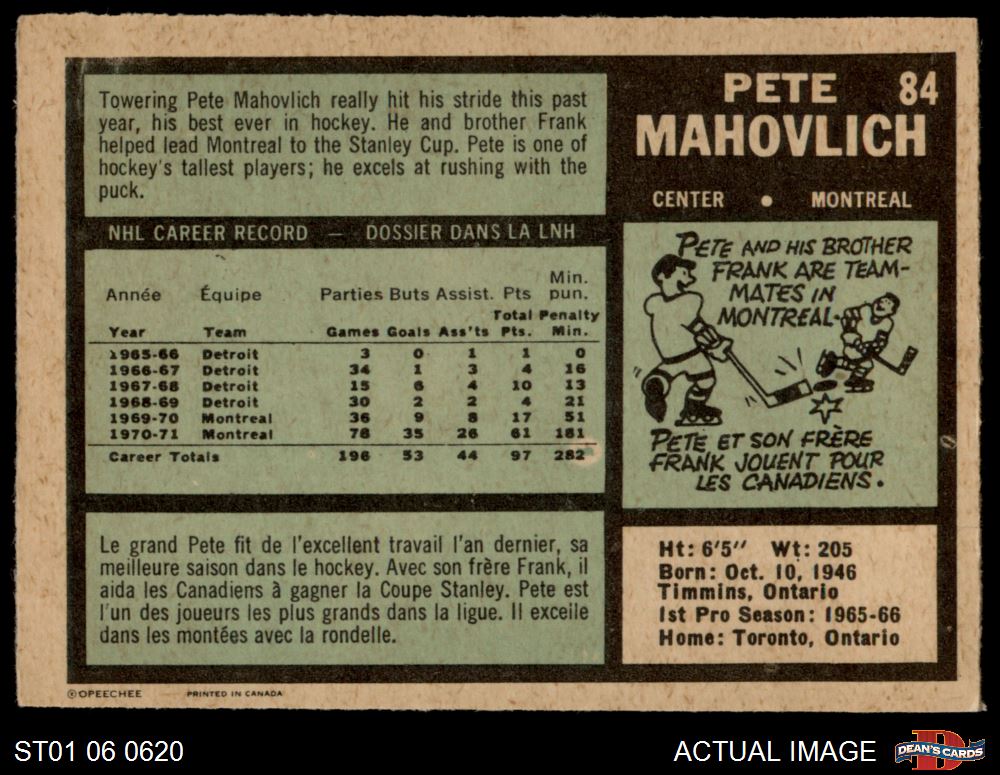 Towering Pete Mahovlich really hit his stride this past
year, his best ever in hockey. He and brother Frank
helped lead Montreal to the Stanley Cup. Pete is one of
hockey's tallest players; he excels at rushing with the
puck.
PETE 84
MAHOVLICH
CENTER • MONTREAL
NHL CAREER RECORD — DOSSIER DANS LA LNH
Année Équipe Parties Buts Assist. Pts Min. pun.
Year Team Games Goals Ass'ts Total Pts. Penalty Min.
1965-66 Detroit 3 0 1 1 0
1966-67 Detroit 34 1 3 4 16
1967-68 Detroit 15 6 4 10 13
1968-69 Detroit 30 2 2 4 21
1969-70 Montreal 36 9 8 17 51
1970-71 Montreal 78 35 26 61 181
Career Totals 196 53 44 97 282
PETE AND HIS BROTHER
FRANK ARE TEAM-
MATES IN
MONTREAL.
PETE ET SON FRÈRE
FRANK JOUENT POUR
LES CANADIENS.
Le grand Pete fit de l'excellent travail l'an dernier, sa
meilleure saison dans le hockey. Avec son frère Frank, il
aida les Canadiens à gagner la Coupe Stanley. Pete est
l'un des joueurs les plus grands dans la ligue. Il excelle
dans les montées avec la rondelle.
Ht: 6'5" Wt: 205
Born: Oct. 10, 1946
Timmins, Ontario
1st Pro Season: 1965-66
Home: Toronto, Ontario
©OPEECHEE PRINTED IN CANADA
ST01 06 0620
ACTUAL IMAGE
DEAN'S CARDS